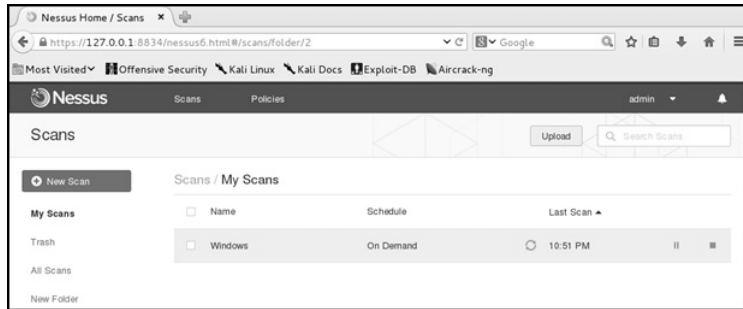 Nessus Home / Scans
https://127.0.0.1:8834/nessus6.html#/scans/folder/2
Google
Most Visited Offensive Security Kali Linux Kali Docs Exploit-DB Aircrack-ng
Nessus Scans Policies admin
Scans Upload Search Scans
New Scan Scans / My Scans
Name Schedule Last Scan
My Scans
Trash Windows On Demand 10:51 PM
All Scans
New Folder